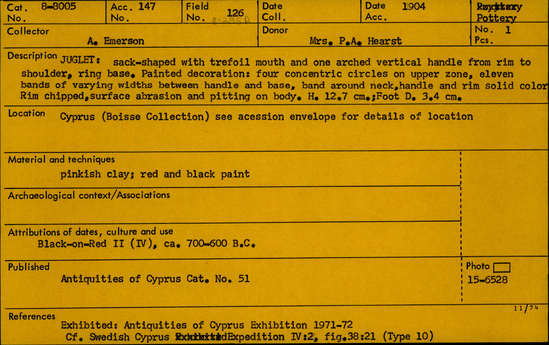 Cat. No. 8-8005 Acc. No. 147 Field No. 126 Date Coll. Date Acc. 1904 Pottery
Collector A. Emerson Donor Mrs. P.A. Hearst No. Pcs. 1
Description JUGLET: sack-shaped with trefoil mouth and one arched vertical handle from rim to
shoulder, ring base. Painted decoration: four concentric circles on upper zone, eleven
bands of varying widths between handle and base, band around neck,handle and rim solid color
Rim chipped,surface abrasion and pitting on body. H. 12.7 cm.;Foot D. 3.4 cm.
Location Cyprus (Boisse Collection) see acession envelope for details of location
Material and techniques
pinkish clay; red and black paint
Archaeological context/Associations
Attributions of dates, culture and use
Black-on-Red II (IV), ca. 700-600 B.C.
Published Photo
Antiquities of Cyprus Cat. No. 51 15-6528
11/74
References
Exhibited: Antiquities of Cyprus Exhibition 1971-72
Cf. Swedish Cyprus Expedition IV:2, fig.38:21 (Type 10)